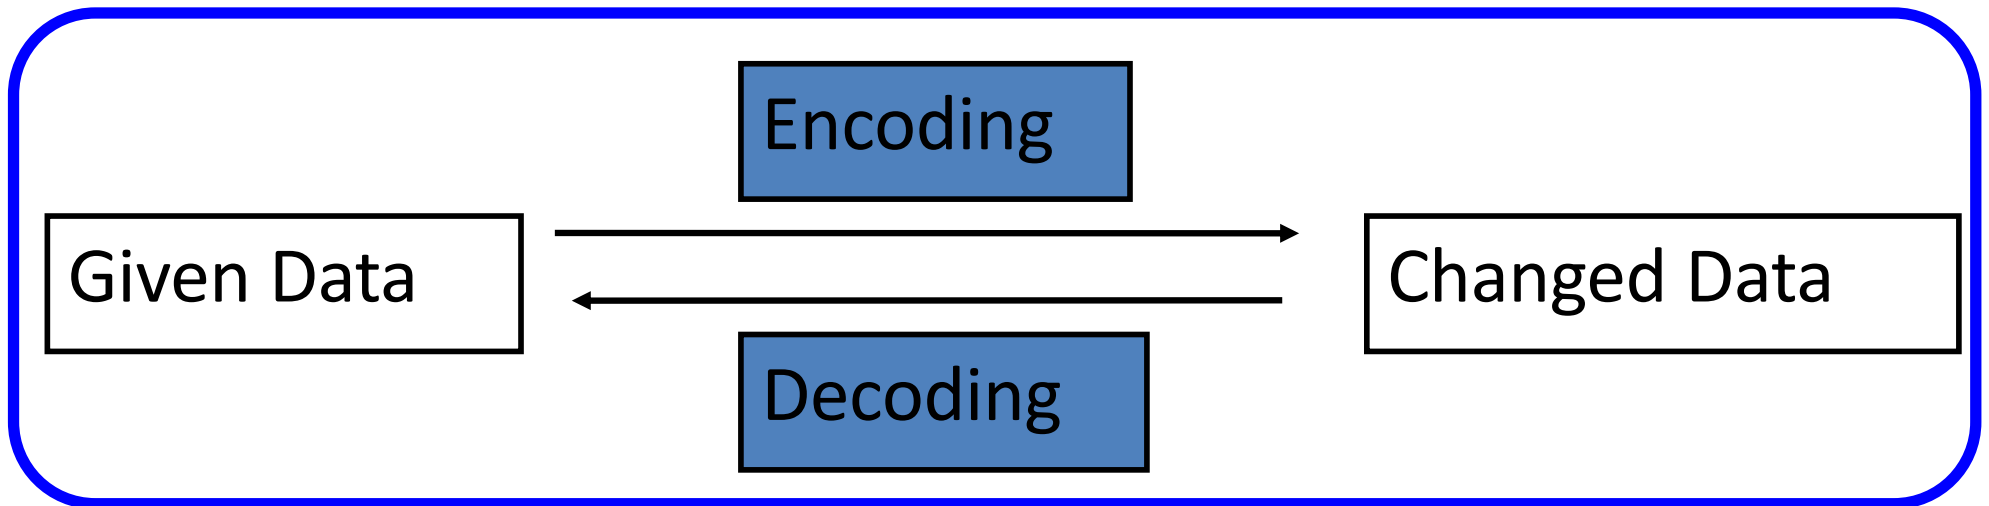 Encoding
Given Data
Changed Data
Decoding